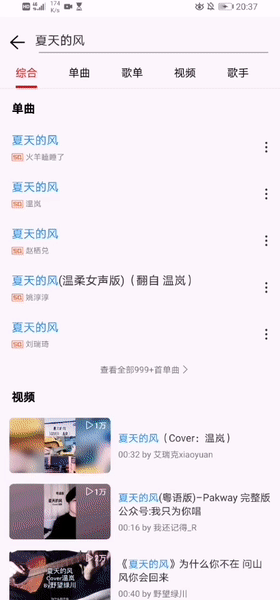 HD 4G 174 K/s 20:37
夏天的风
综合 单曲 歌单 视频 歌手
单曲
夏天的风
SQ 火羊瞌睡了
夏天的风
SQ 温岚
夏天的风
SQ 赵栖兑
夏天的风(温柔女声版)（翻自 温岚）
SQ 姚淳淳
夏天的风
SQ 刘瑞琦
查看全部999+首单曲 >
视频
1万
夏天的风（Cover：温岚）
00:32 by 艾瑞克xiaoyuan
1万
夏天的风(粤语版)-Pakway 完整版
公众号:我只为你唱
00:16 by 我还记得_R
夏天的风
Cover温岚
by野望绿川
《夏天的风》为什么你不在 问山
风你会回来
00:40 by 野望绿川